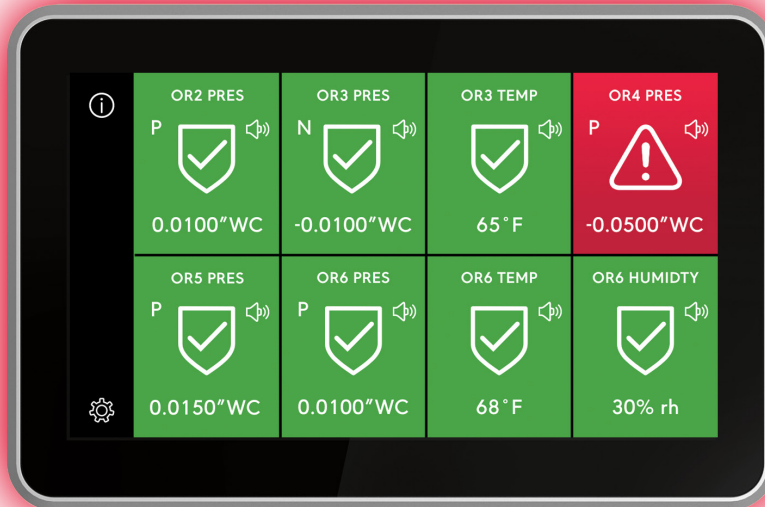 OR2 PRES
P
0.0100"WC
OR3 PRES
N
-0.0100"WC
OR3 TEMP
65°F
OR4 PRES
P
-0.0500"WC
OR5 PRES
P
0.0150"WC
OR6 PRES
P
0.0100"WC
OR6 TEMP
68°F
OR6 HUMIDTY
30% rh